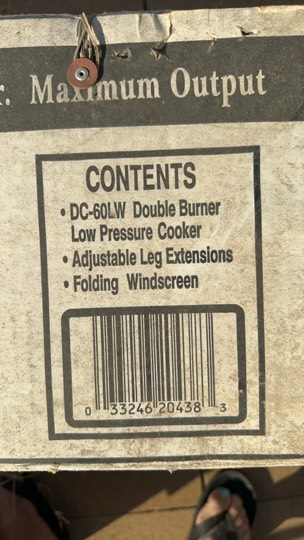 r. Maximum Output
CONTENTS
• DC-60LW Double Burner
Low Pressure Cooker
• Adjustable Leg Extensions
• Folding Windscreen
0 33246 20438 3